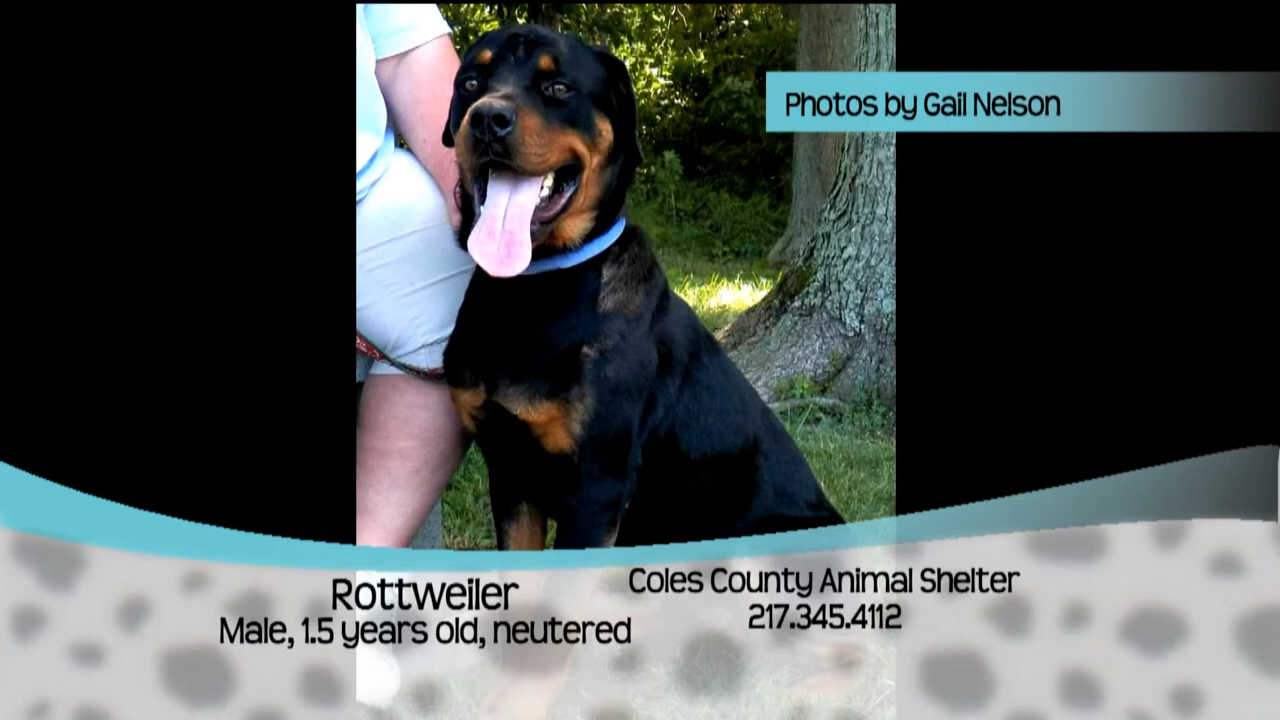 Photos by Gail Nelson
Rottweiler
Male, 1.5 years old, neutered
Coles County Animal Shelter
217.345.4112